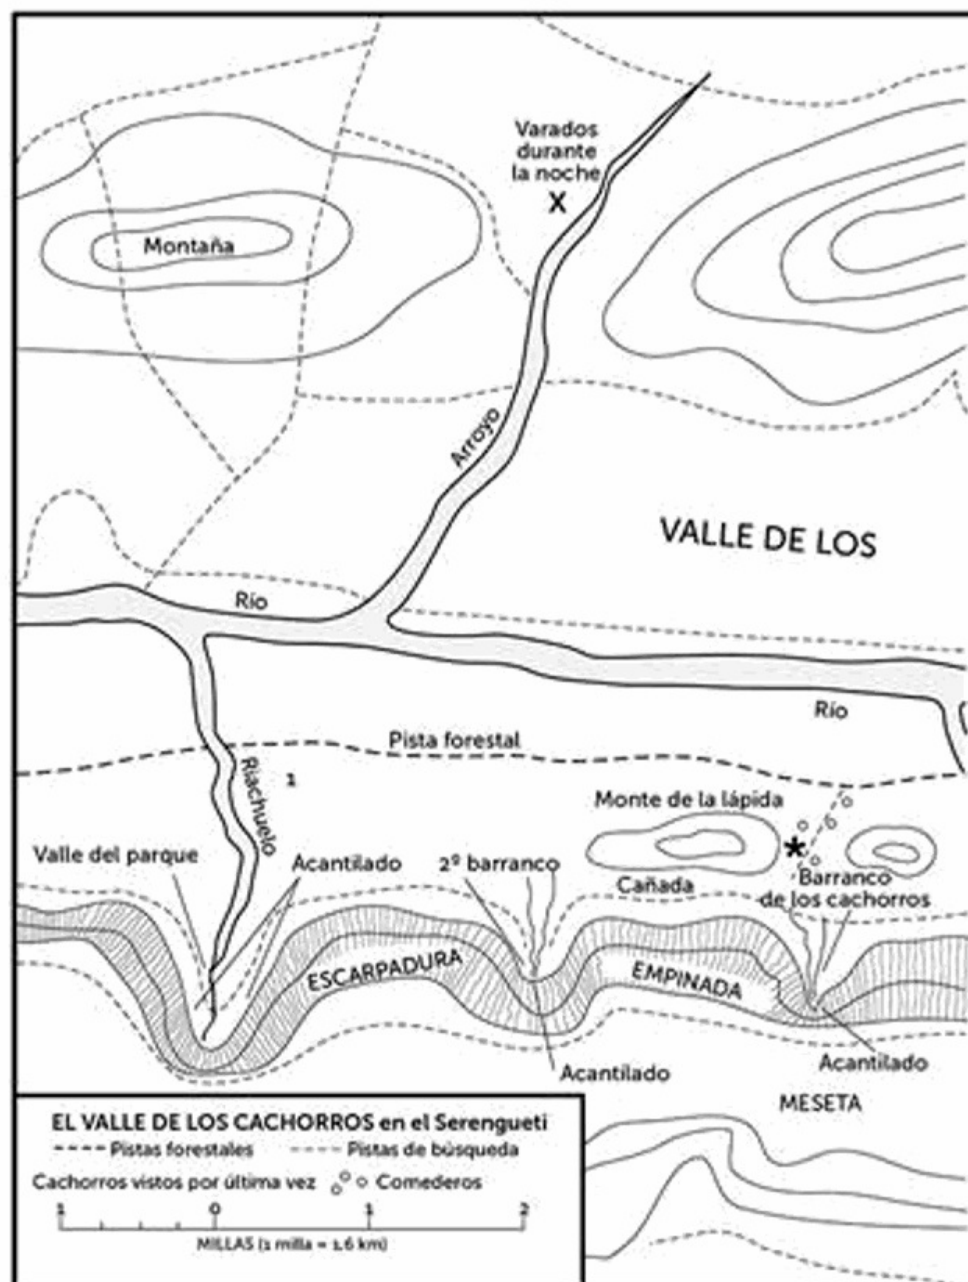 Varados
durante
la noche
X
Montaña
Arroyo
VALLE DE LOS
Río
Río
Pista forestal
Riachuelo
1
Monte de la lápida
Valle del parque
Acantilado
2º barranco
Cañada
Barranco
de los cachorros
ESCARPADURA
EMPINADA
Acantilado
Acantilado
MESETA
EL VALLE DE LOS CACHORROS en el Serengueti
Pistas forestales
Pistas de búsqueda
Cachorros vistos por última vez
Comederos
1 0 1 2
MILLAS (1 milla = 1,6 km)